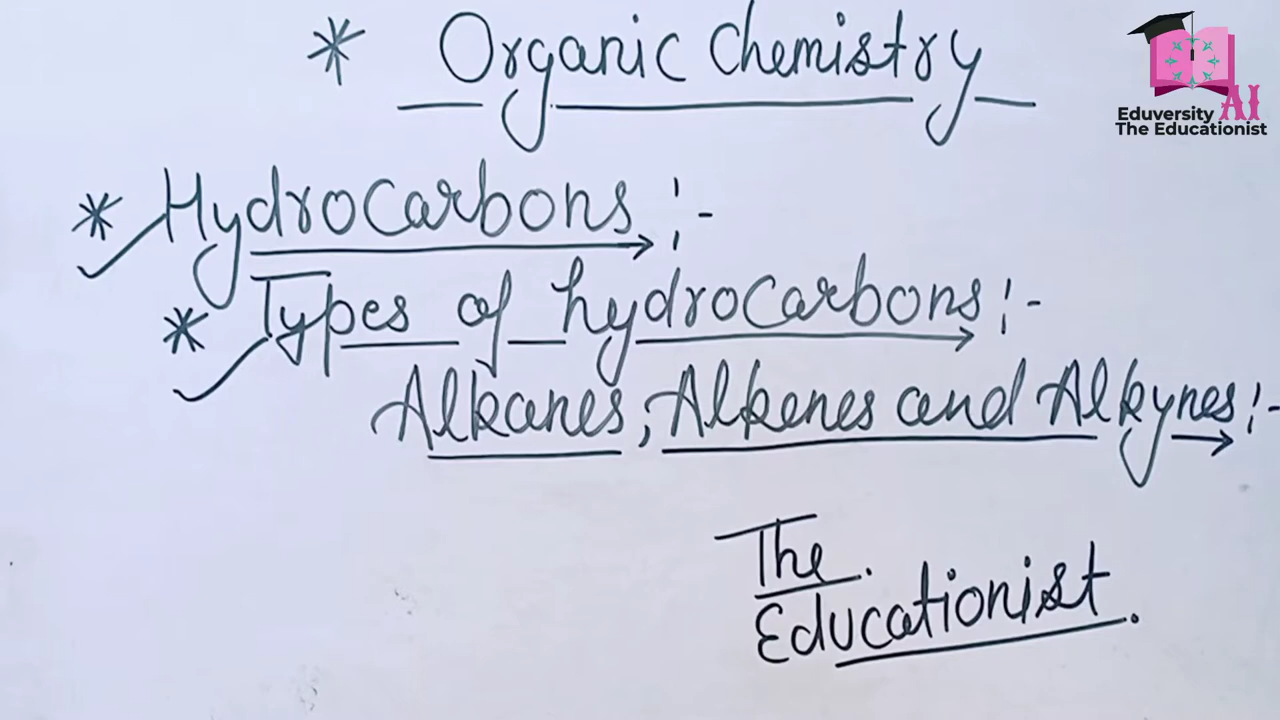 * Organic Chemistry
Eduversity AI
The Educationist
* Hydrocarbons :-
* Types of hydrocarbons :-
Alkanes, Alkenes and Alkynes :-
The
Educationist.